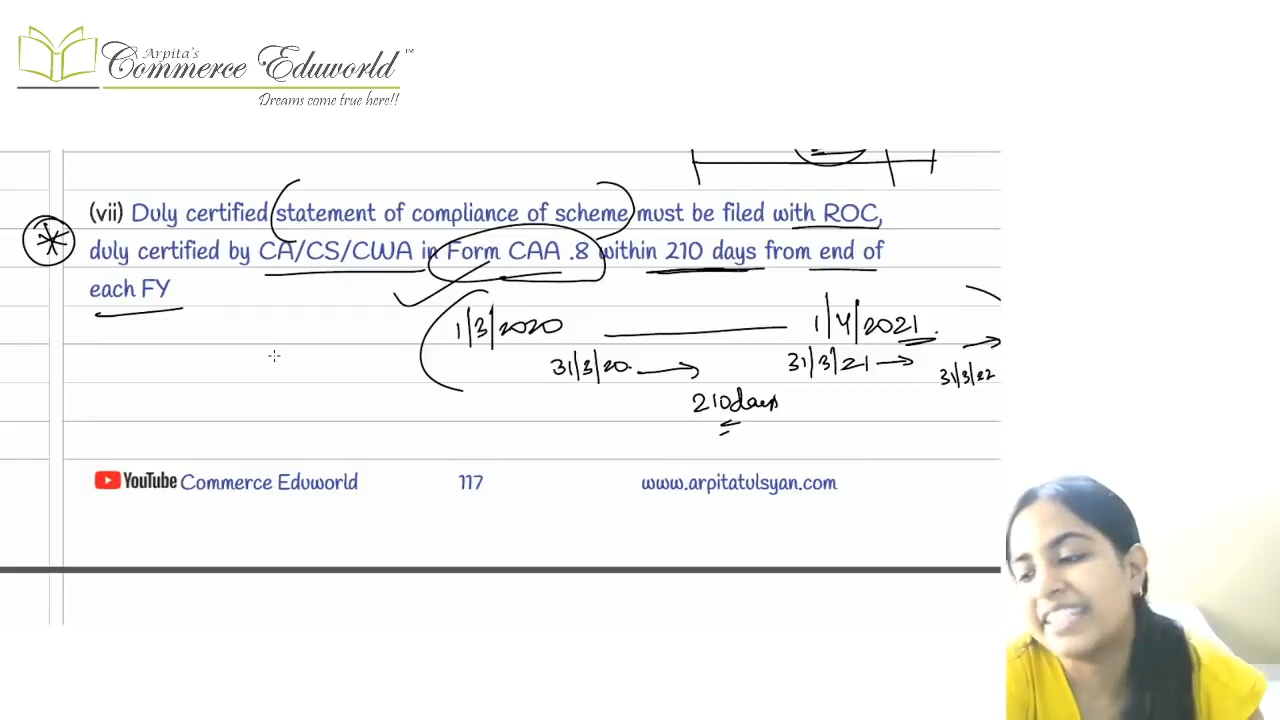 Arpita's
Commerce Eduworld™
Dreams come true here!!
(vii) Duly certified statement of compliance of scheme must be filed with ROC,
duly certified by CA/CS/CWA in Form CAA .8 within 210 days from end of
each FY
1/3/2020 1/4/2021.
31/3/20 31/3/21 31/3/22
210days
YouTube Commerce Eduworld 117 www.arpitatulsyan.com